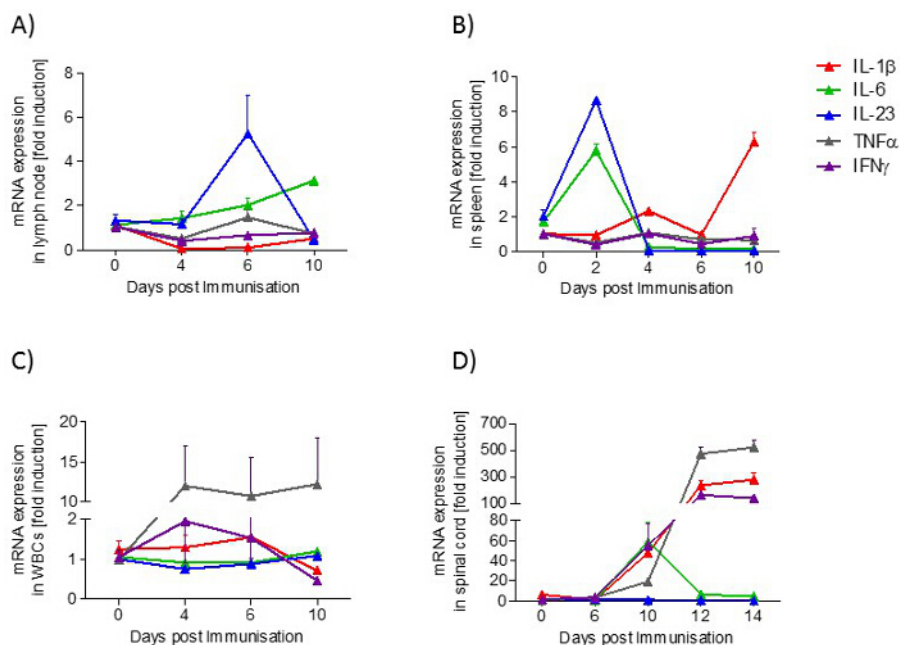 A)
mRNA expression
in lymph node [fold induction]
8
6
4
2
0
0 4 6 10
Days post Immunisation
B)
mRNA expression
in spleen [fold induction]
10
8
6
4
2
0
0 2 4 6 10
Days post Immunisation
IL-1β
IL-6
IL-23
TNFα
IFNγ
C)
mRNA expression
in WBCs [fold induction]
20
15
10
2
1
0
0 4 6 10
Days post Immunisation
D)
mRNA expression
in spinal cord [fold induction]
700
500
300
100
80
60
40
20
0
0 6 10 12 14
Days post Immunisation